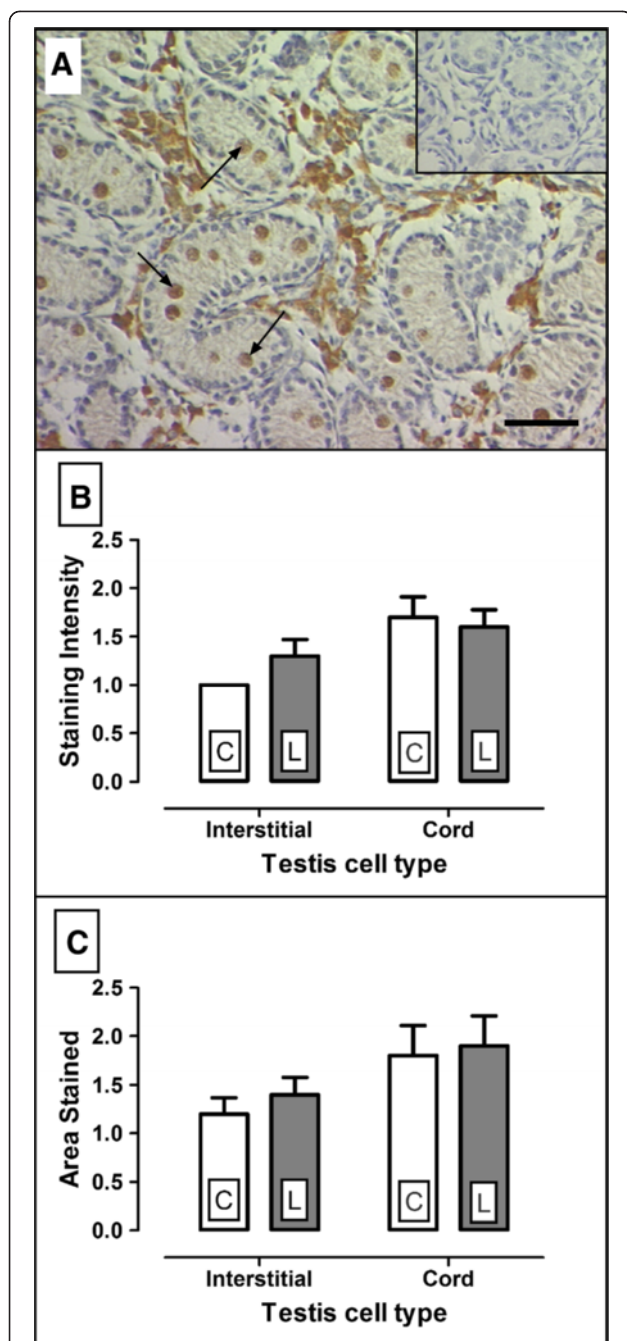 A
B
2.5
2.0
1.5
1.0
0.5
0.0
Staining Intensity
C
L
C
L
Interstitial
Cord
Testis cell type
C
2.5
2.0
1.5
1.0
0.5
0.0
Area Stained
C
L
C
L
Interstitial
Cord
Testis cell type